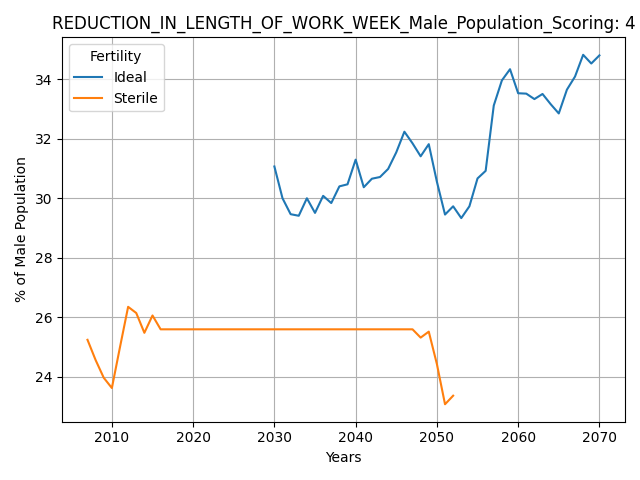 REDUCTION_IN_LENGTH_OF_WORK_WEEK_Male_Population_Scoring: 4
Fertility
Ideal
Sterile
% of Male Population
34
32
30
28
26
24
2010 2020 2030 2040 2050 2060 2070
Years